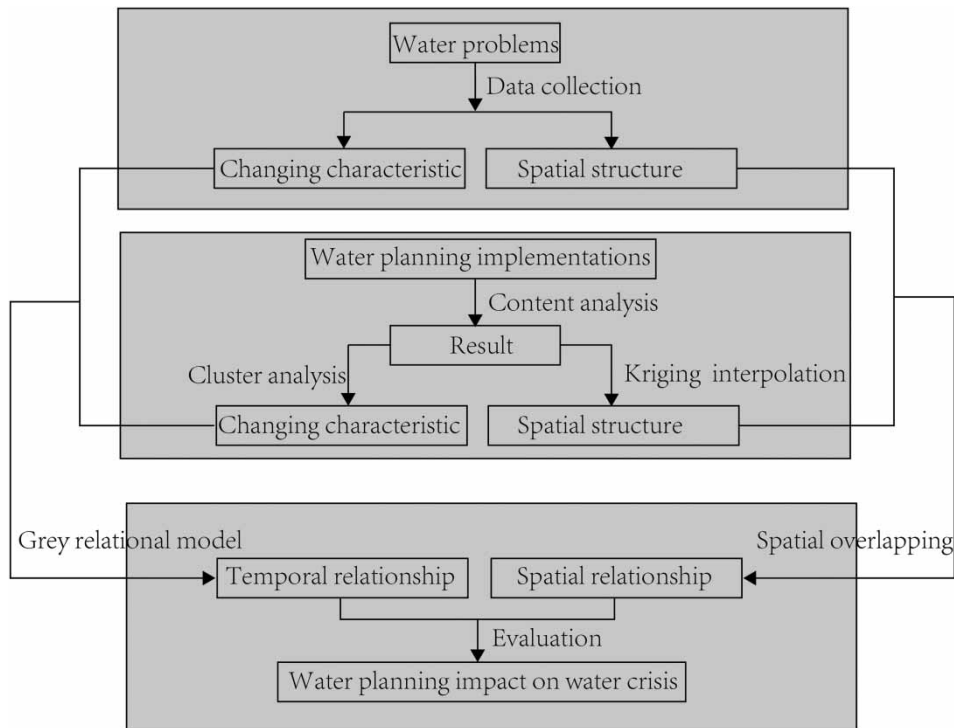 Water problems
Data collection
Changing characteristic
Spatial structure
Water planning implementations
Content analysis
Result
Cluster analysis
Kriging interpolation
Changing characteristic
Spatial structure
Grey relational model
Spatial overlapping
Temporal relationship
Spatial relationship
Evaluation
Water planning impact on water crisis